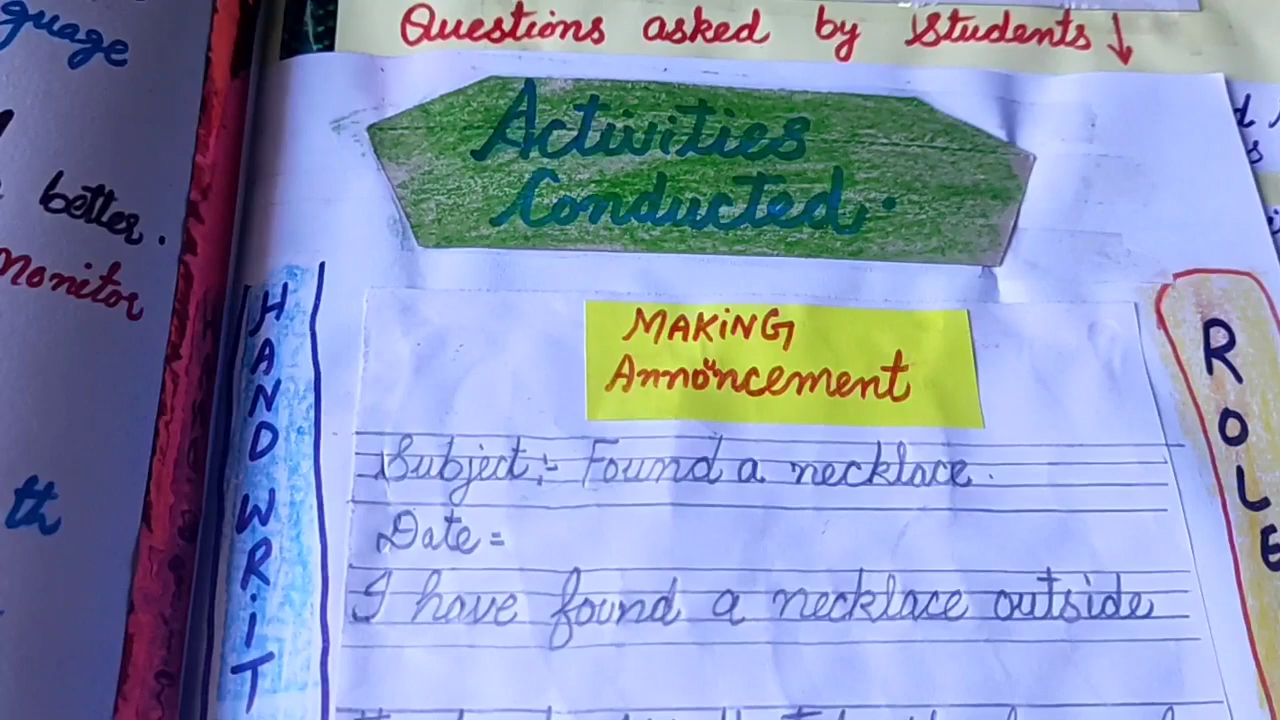 guage
better.
Monitor
th
Questions asked by Students ↓
Activities
Conducted.
HANDWRIT
MAKiNG
Announcement
Subject:- Found a necklace.
Date =
I have found a necklace outside
ROLE